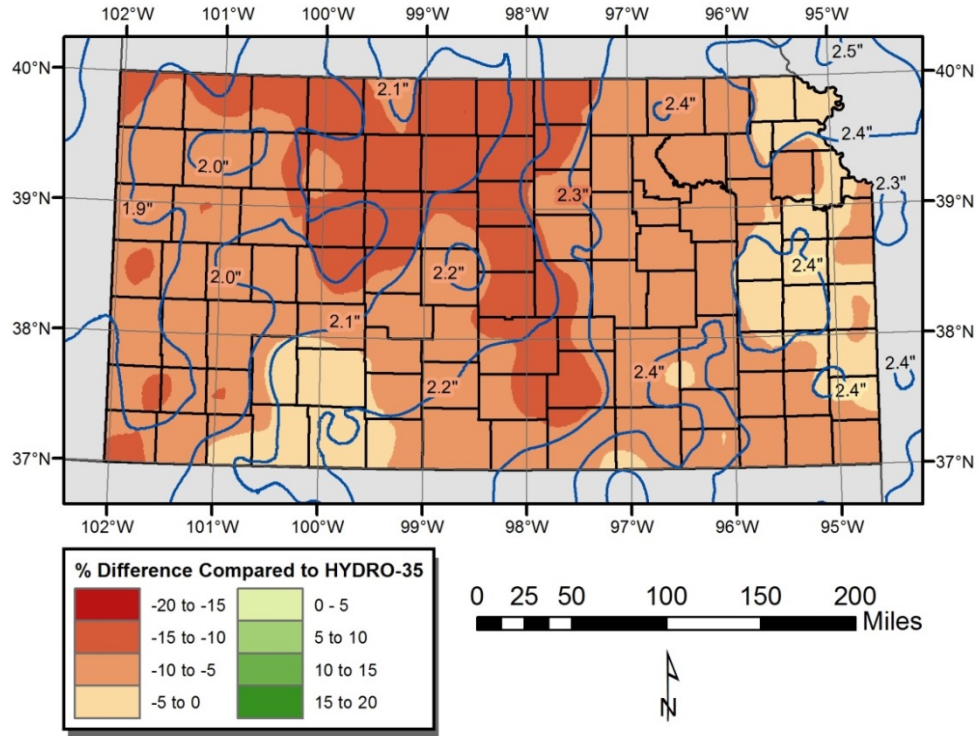 102°W 101°W 100°W 99°W 98°W 97°W 96°W 95°W
2.5"
40°N 40°N
2.1" 2.4"
2.4"
2.0"
2.3" 2.3"
39°N 39°N
1.9"
2.4"
2.0" 2.2"
2.1"
38°N 38°N
2.4" 2.4"
2.2" 2.4"
37°N 37°N
102°W 101°W 100°W 99°W 98°W 97°W 96°W 95°W
% Difference Compared to HYDRO-35
-20 to -15 0 - 5
-15 to -10 5 to 10
-10 to -5 10 to 15
-5 to 0 15 to 20
0 25 50 100 150 200
Miles
N